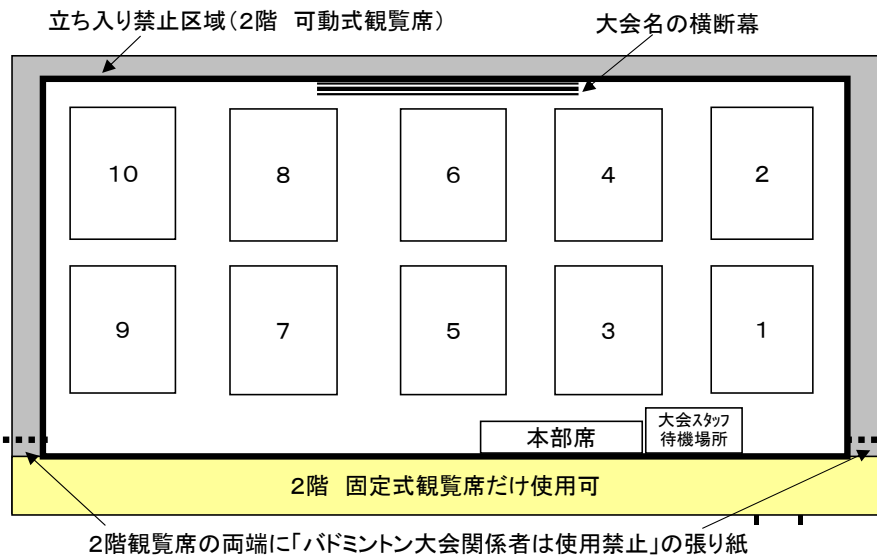 立ち入り禁止区域(2階 可動式観覧席)
大会名の横断幕
10
8
6
4
2
9
7
5
3
1
本部席
大会スタッフ
待機場所
2階 固定式観覧席だけ使用可
2階観覧席の両端に「バドミントン大会関係者は使用禁止」の張り紙